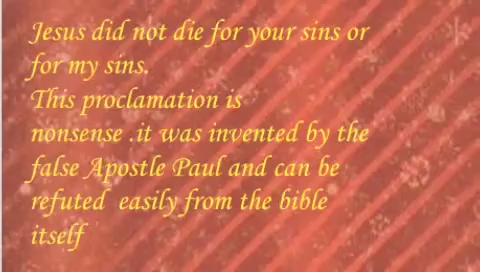 Jesus did not die for your sins or
for my sins.
This proclamation is
nonsense .it was invented by the
false Apostle Paul and can be
refuted  easily from the bible
itself